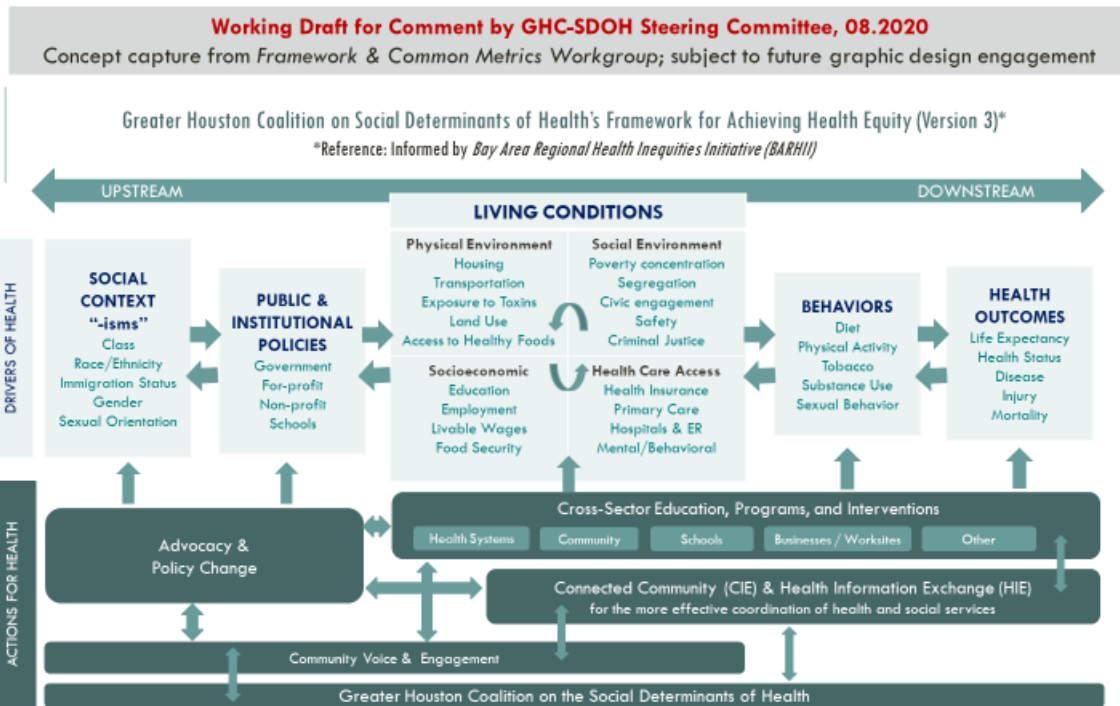 Working Draft for Comment by GHC-SDOH Steering Committee, 08.2020
Concept capture from Framework & Common Metrics Workgroup; subject to future graphic design engagement
Greater Houston Coalition on Social Determinants of Health's Framework for Achieving Health Equity (Version 3)*
*Reference: Informed by Bay Area Regional Health Inequities Initiative (BARHII)
UPSTREAM
DOWNSTREAM
DRIVERS OF HEALTH
SOCIAL
CONTEXT
“-isms”
Class
Race/Ethnicity
Immigration Status
Gender
Sexual Orientation
PUBLIC &
INSTITUTIONAL
POLICIES
Government
For-profit
Non-profit
Schools
LIVING CONDITIONS
Physical Environment
Housing
Transportation
Exposure to Toxins
Land Use
Access to Healthy Foods
Social Environment
Poverty concentration
Segregation
Civic engagement
Safety
Criminal Justice
Socioeconomic
Education
Employment
Livable Wages
Food Security
Health Care Access
Health Insurance
Primary Care
Hospitals & ER
Mental/Behavioral
BEHAVIORS
Diet
Physical Activity
Tobacco
Substance Use
Sexual Behavior
HEALTH
OUTCOMES
Life Expectancy
Health Status
Disease
Injury
Mortality
ACTIONS FOR HEALTH
Advocacy &
Policy Change
Cross-Sector Education, Programs, and Interventions
Health Systems
Community
Schools
Businesses / Worksites
Other
Connected Community (CIE) & Health Information Exchange (HIE)
for the more effective coordination of health and social services
Community Voice & Engagement
Greater Houston Coalition on the Social Determinants of Health